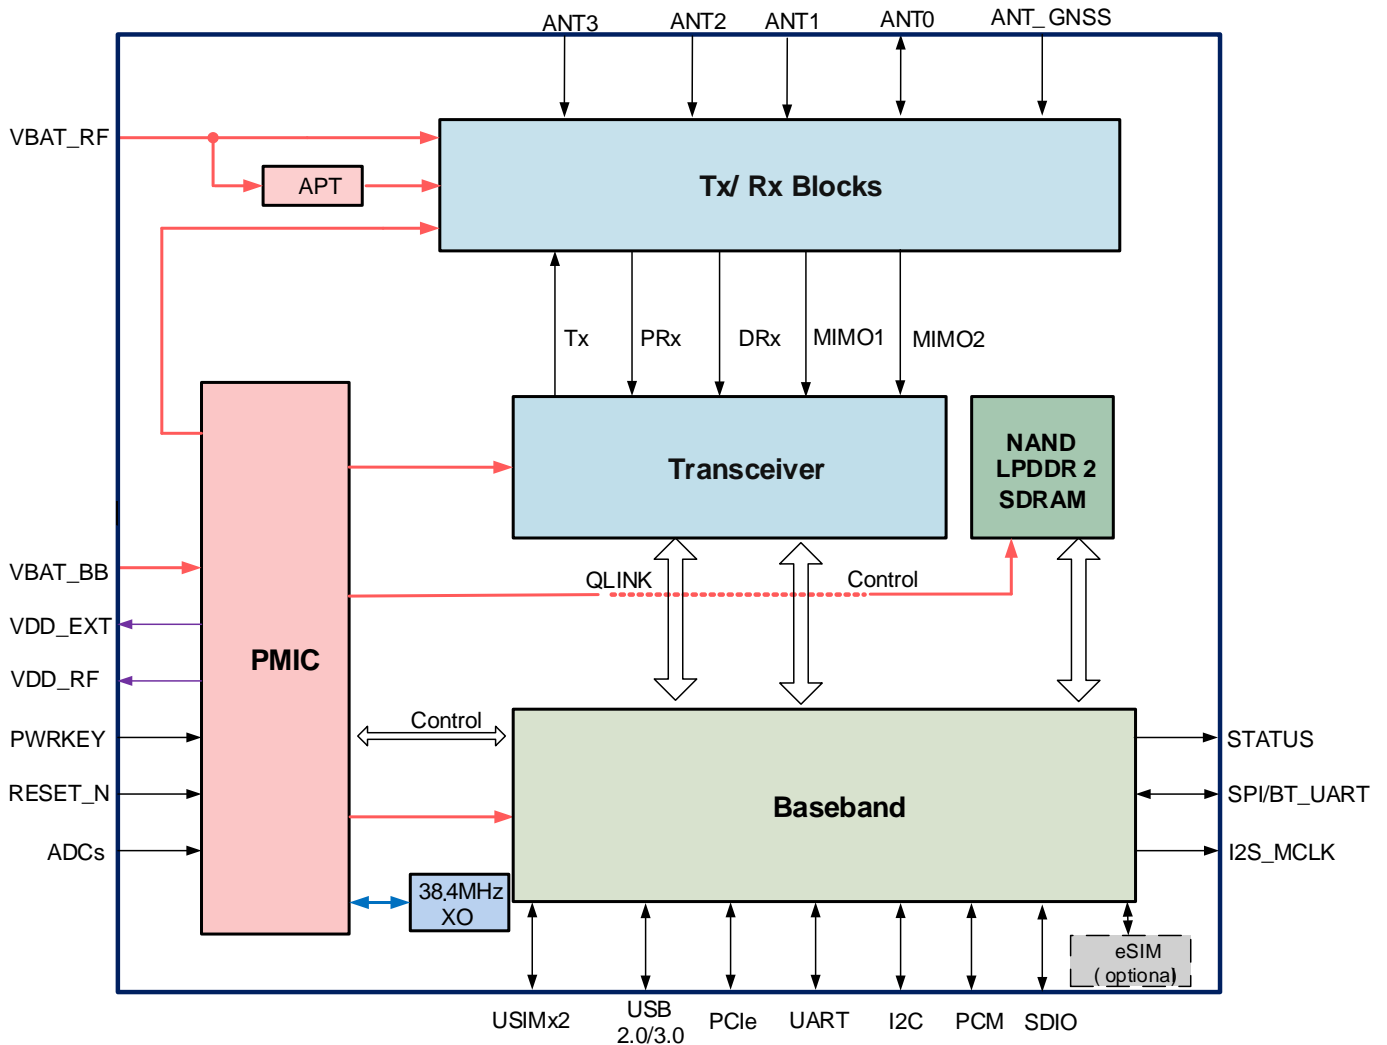 ANT3
ANT2
ANT1
ANT0
ANT_GNSS
VBAT_RF
APT
Tx/ Rx Blocks
Tx
PRx
DRx
MIMO1
MIMO2
Transceiver
NAND
LPDDR 2
SDRAM
VBAT_BB
QLINK
Control
VDD_EXT
PMIC
VDD_RF
Control
PWRKEY
STATUS
RESET_N
Baseband
SPI/BT_UART
ADCs
I2S_MCLK
38.4MHz
XO
eSIM
( optional)
USIMx2
USB
2.0/3.0
PCIe
UART
I2C
PCM
SDIO